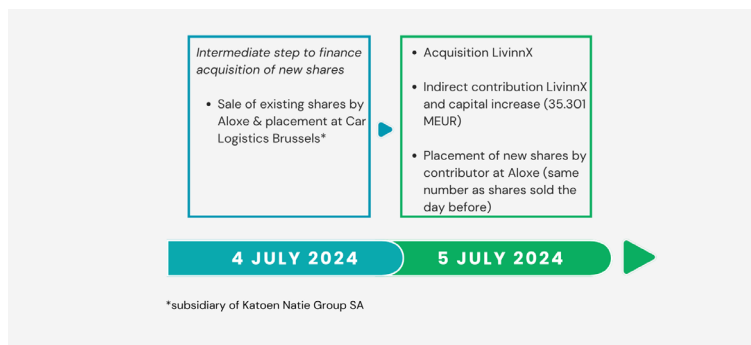 Intermediate step to finance
acquisition of new shares
• Sale of existing shares by
Aloxe & placement at Car
Logistics Brussels*
• Acquisition LivinnX
• Indirect contribution LivinnX
and capital increase (35.301
MEUR)
• Placement of new shares by
contributor at Aloxe (same
number as shares sold the
day before)
4 JULY 2024
5 JULY 2024
*subsidiary of Katoen Natie Group SA